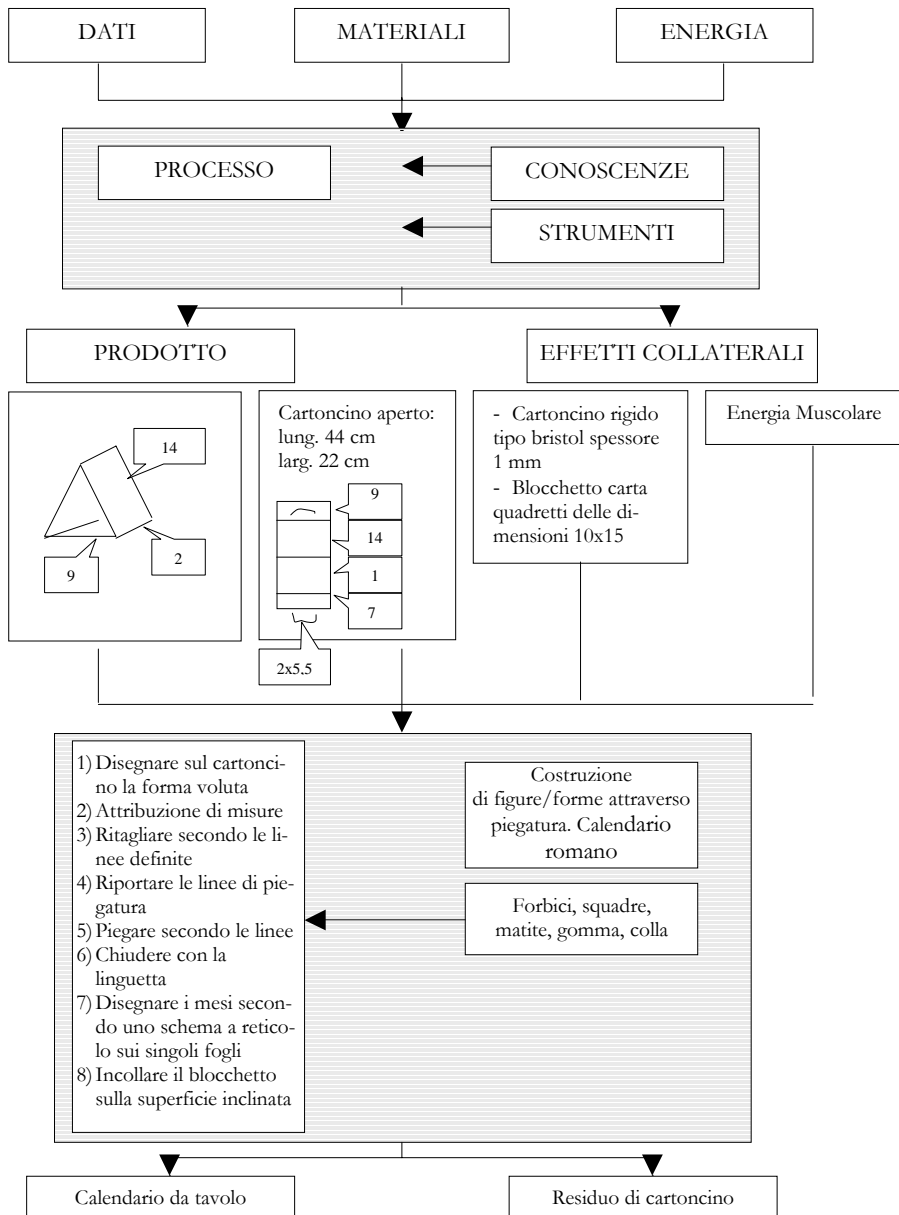 DATI
MATERIALI
ENERGIA
PROCESSO
CONOSCENZE
STRUMENTI
PRODOTTO
EFFETTI COLLATERALI
14
9
2
Cartoncino aperto:
lung. 44 cm
larg. 22 cm
9
14
1
7
2x5,5
- Cartoncino rigido
tipo bristol spessore
1 mm
- Blocchetto carta
quadretti delle di-
mensioni 10x15
Energia Muscolare
1) Disegnare sul cartonci-
no la forma voluta
2) Attribuzione di misure
3) Ritagliare secondo le li-
nee definite
4) Riportare le linee di pie-
gatura
5) Piegare secondo le linee
6) Chiudere con la
linguetta
7) Disegnare i mesi secon-
do uno schema a retico-
lo sui singoli fogli
8) Incollare il blocchetto
sulla superficie inclinata
Costruzione
di figure/forme attraverso
piegatura. Calendario
romano
Forbici, squadre,
matite, gomma, colla
Calendario da tavolo
Residuo di cartoncino